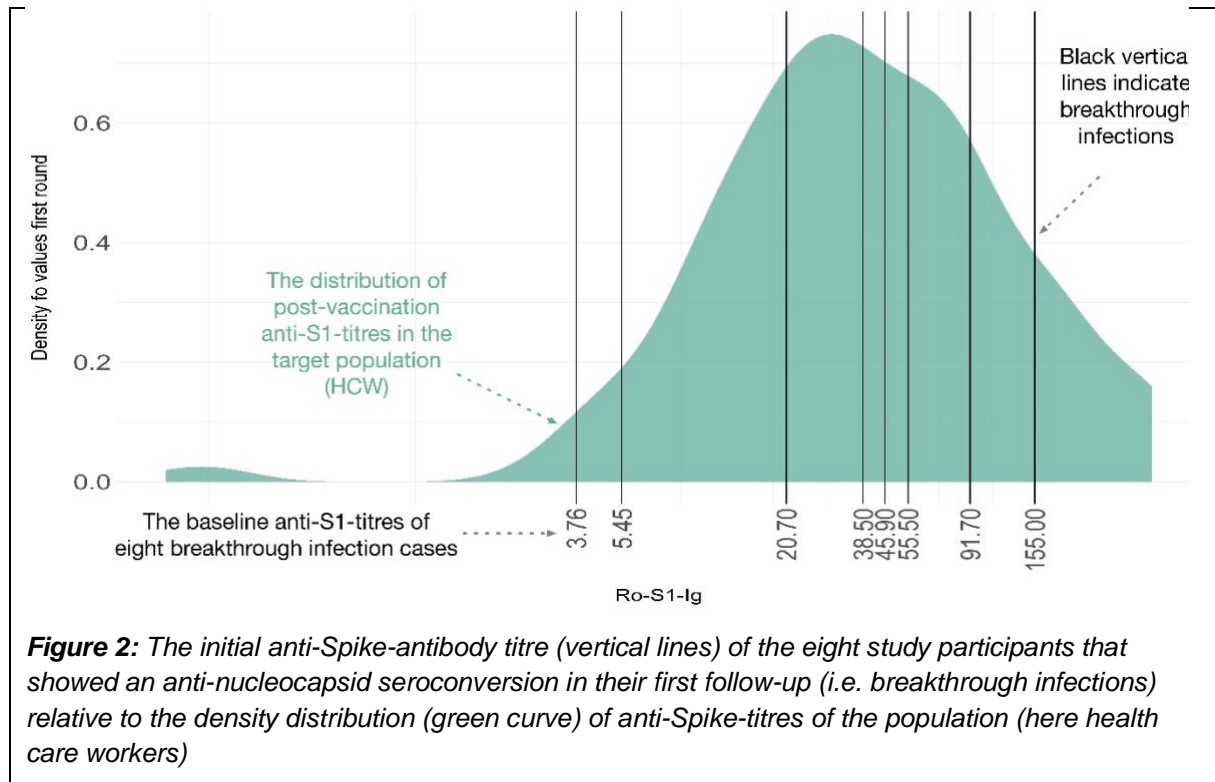 Black vertica
lines indicate
breakthrough
infections
0.6
Density fo values first round
0.4
The distribution of
post-vaccination
anti-S1-titres in the
target population
(HCW)
0.2
0.0
The baseline anti-S1-titres of
eight breakthrough infection cases
3.76
5.45
20.70
38.50
45.90
55.50
91.70
155.00
Ro-S1-Ig
Figure 2: The initial anti-Spike-antibody titre (vertical lines) of the eight study participants that
showed an anti-nucleocapsid seroconversion in their first follow-up (i.e. breakthrough infections)
relative to the density distribution (green curve) of anti-Spike-titres of the population (here health
care workers)